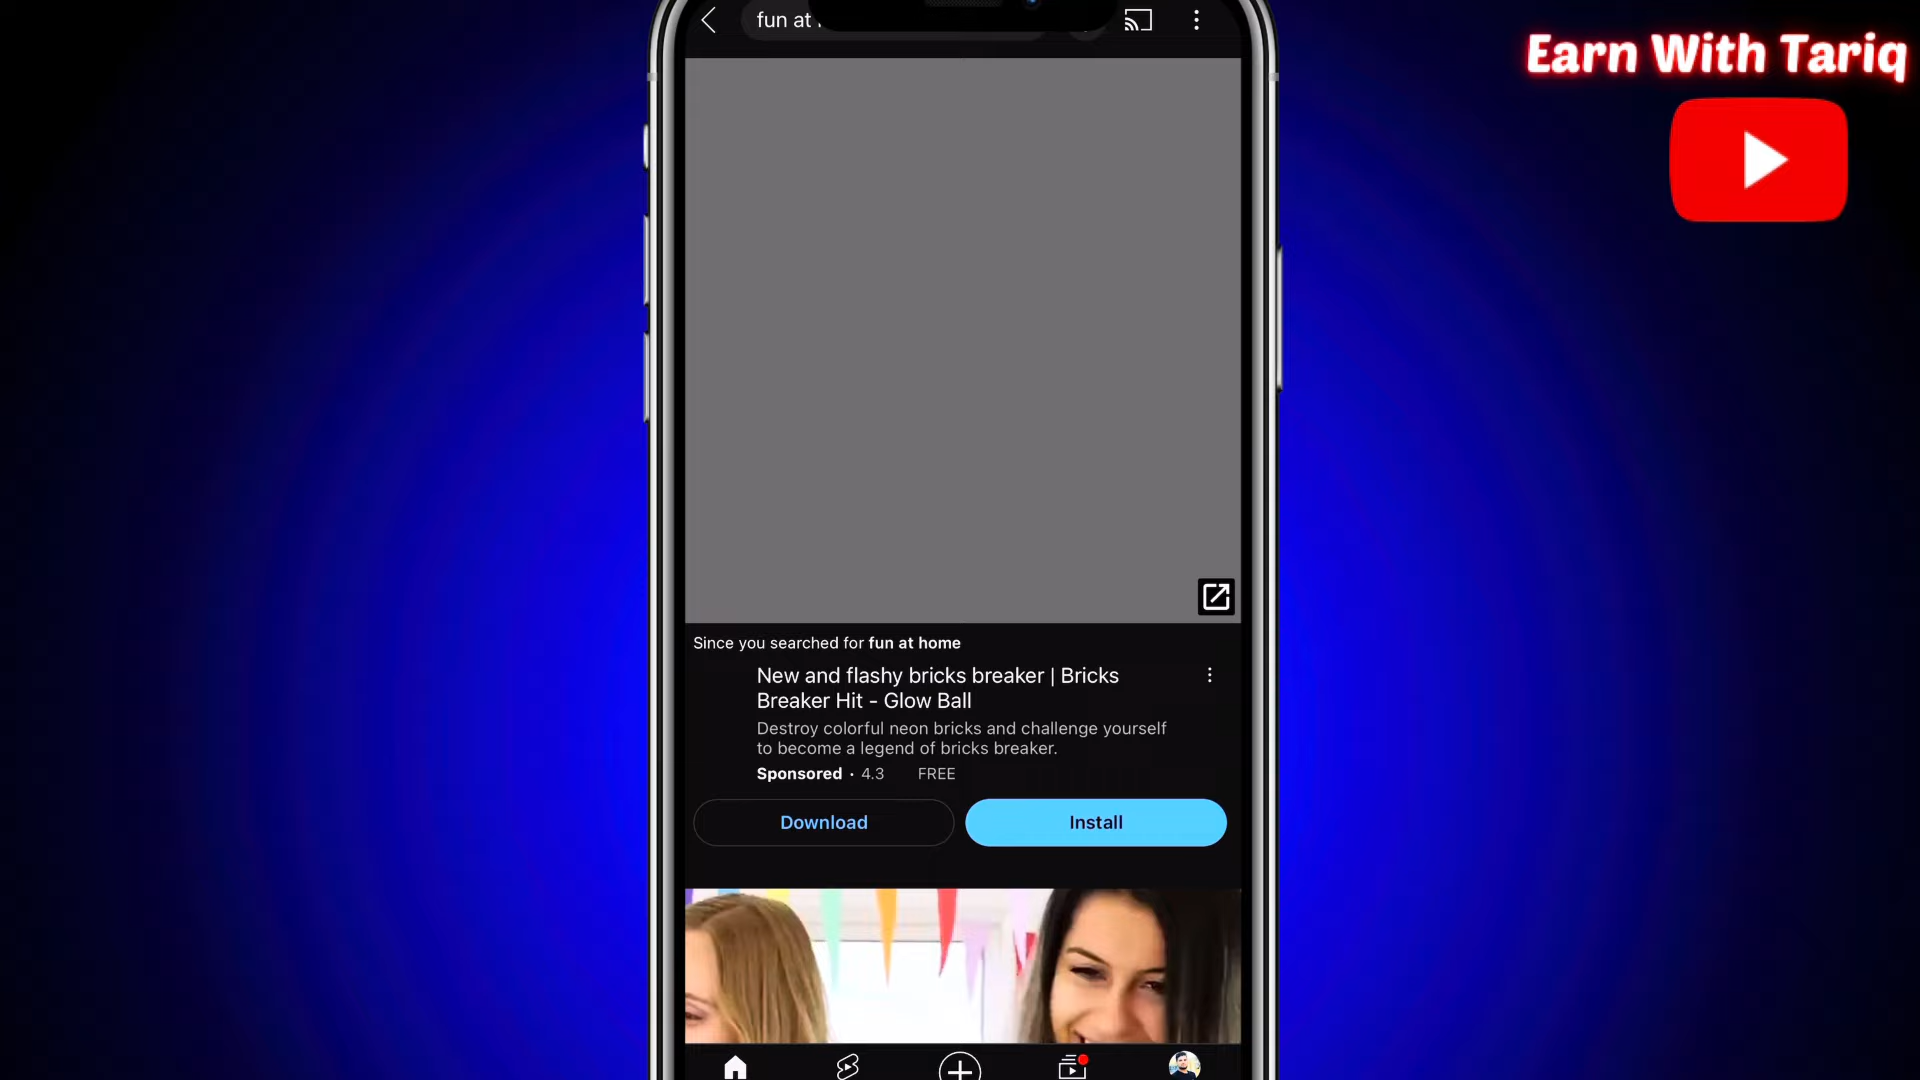 fun at
Earn With Tariq
Since you searched for fun at home
New and flashy bricks breaker | Bricks
Breaker Hit - Glow Ball
Destroy colorful neon bricks and challenge yourself
to become a legend of bricks breaker.
Sponsored · 4.3 FREE
Download
Install